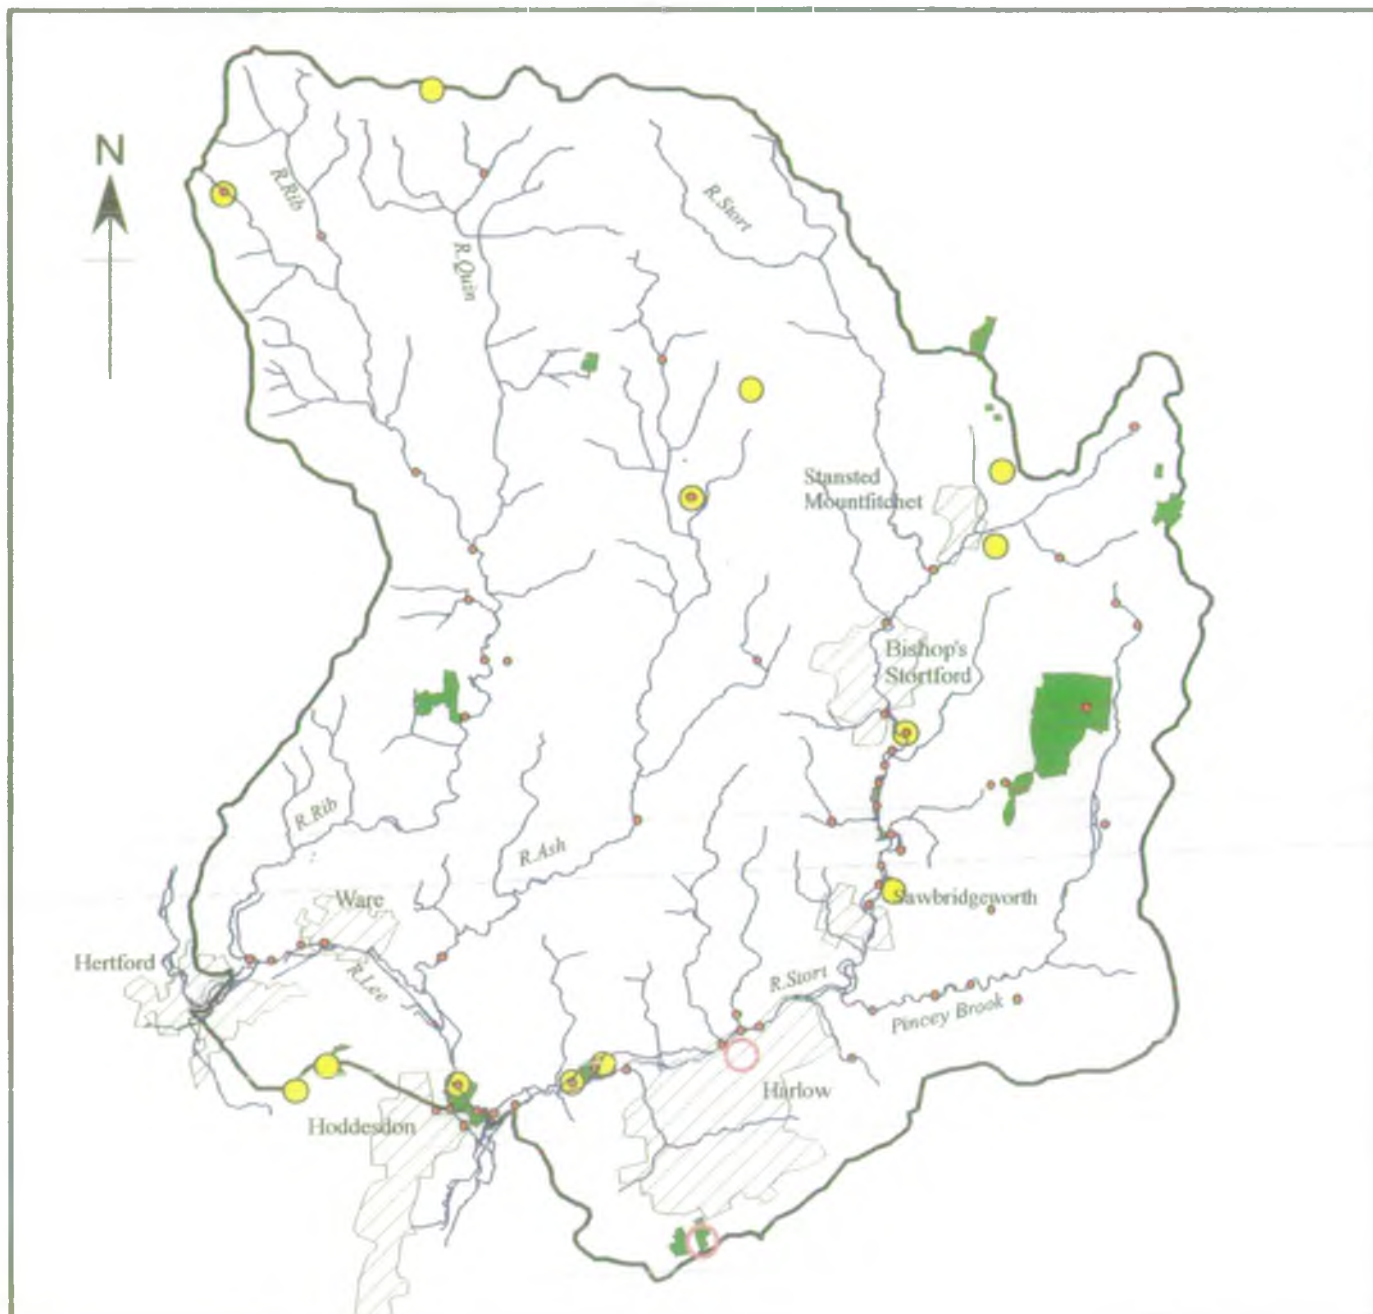 N
R.Rib
R.Stort
R.Quin
Stansted
Mountfitchet
Bishop's
Stortford
R.Rib
R.Ash
Ware
Sawbridgeworth
Hertford
R.Lee
R.Stort
Pincey Brook
Harlow
Hoddesdon